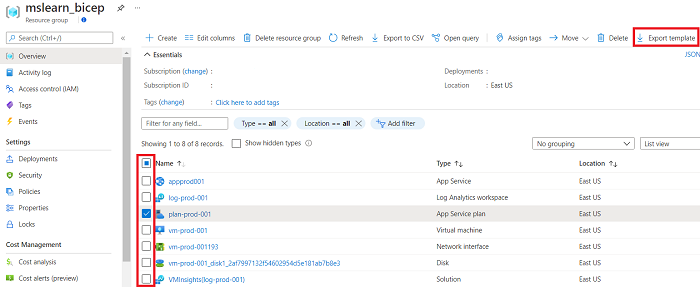 mslearn_bicep
Resource group
Search (Ctrl+/)
Overview
Activity log
Access control (IAM)
Tags
Events
Settings
Deployments
Security
Policies
Properties
Locks
Cost Management
Cost analysis
Cost alerts (preview)
Create Edit columns Delete resource group Refresh Export to CSV Open query Assign tags Move Delete Export template
Essentials JSON
Subscription (change) : Deployments :
Subscription ID : Location : East US
Tags (change) : Click here to add tags
Filter for any field... Type == all Location == all Add filter
Showing 1 to 8 of 8 records. Show hidden types No grouping List view
Name Type Location
appprod001 App Service East US
log-prod-001 Log Analytics workspace East US
plan-prod-001 App Service plan East US
vm-prod-001 Virtual machine East US
vm-prod-001193 Network interface East US
vm-prod-001_disk1_2af7997132f54602954d5e181ab7b8e3 Disk East US
VMInsights(log-prod-001) Solution East US